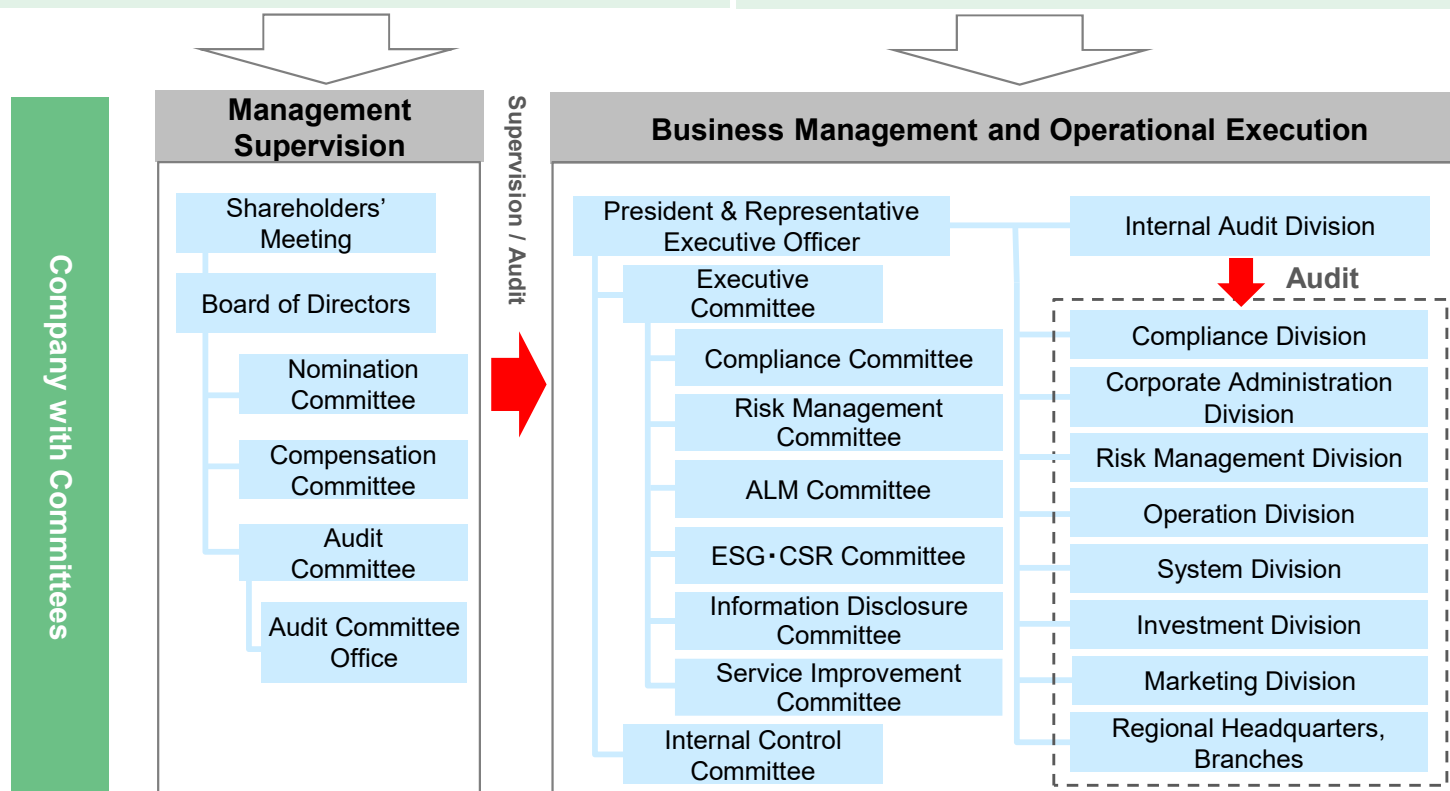 Company with Committees
Management
Supervision
Shareholders’
Meeting
Board of Directors
Nomination
Committee
Compensation
Committee
Audit
Committee
Audit Committee
Office
Supervision / Audit
Business Management and Operational Execution
President & Representative
Executive Officer
Executive
Committee
Compliance Committee
Risk Management
Committee
ALM Committee
ESG・CSR Committee
Information Disclosure
Committee
Service Improvement
Committee
Internal Control
Committee
Internal Audit Division
Audit
Compliance Division
Corporate Administration
Division
Risk Management Division
Operation Division
System Division
Investment Division
Marketing Division
Regional Headquarters,
Branches